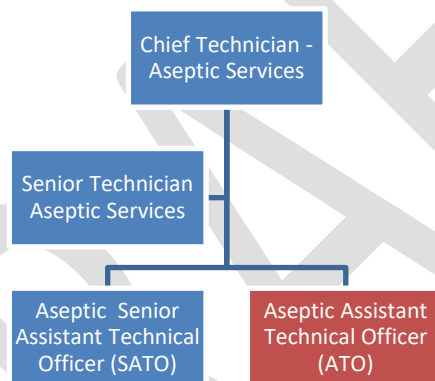 Chief Technician -
Aseptic Services
Senior Technician
Aseptic Services
Aseptic Senior
Assistant Technical
Officer (SATO)
Aseptic Assistant
Technical Officer
(ATO)